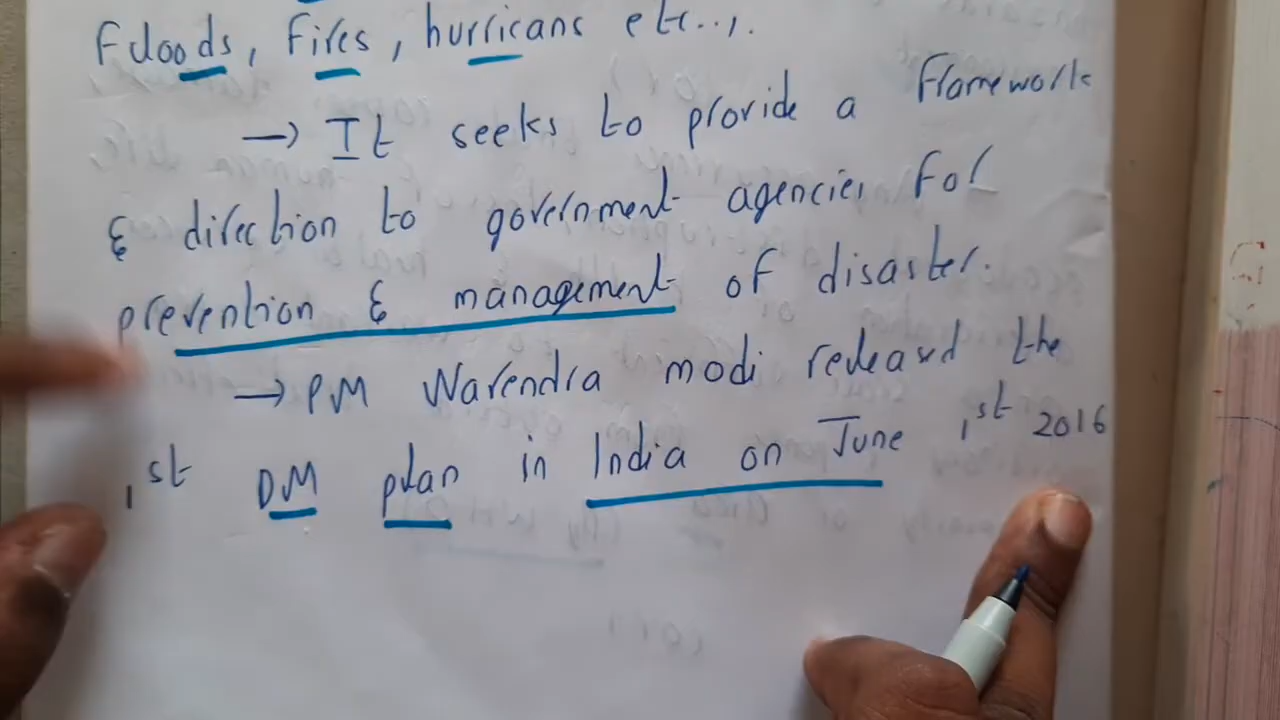 Floods, Fires, hurricans etc..,.
→ It seeks to provide a Framework
& direction to government agencies For
prevention & management of disaster.
→ PM Narendra modi released the
1st DM plan in India on June 1st 2016